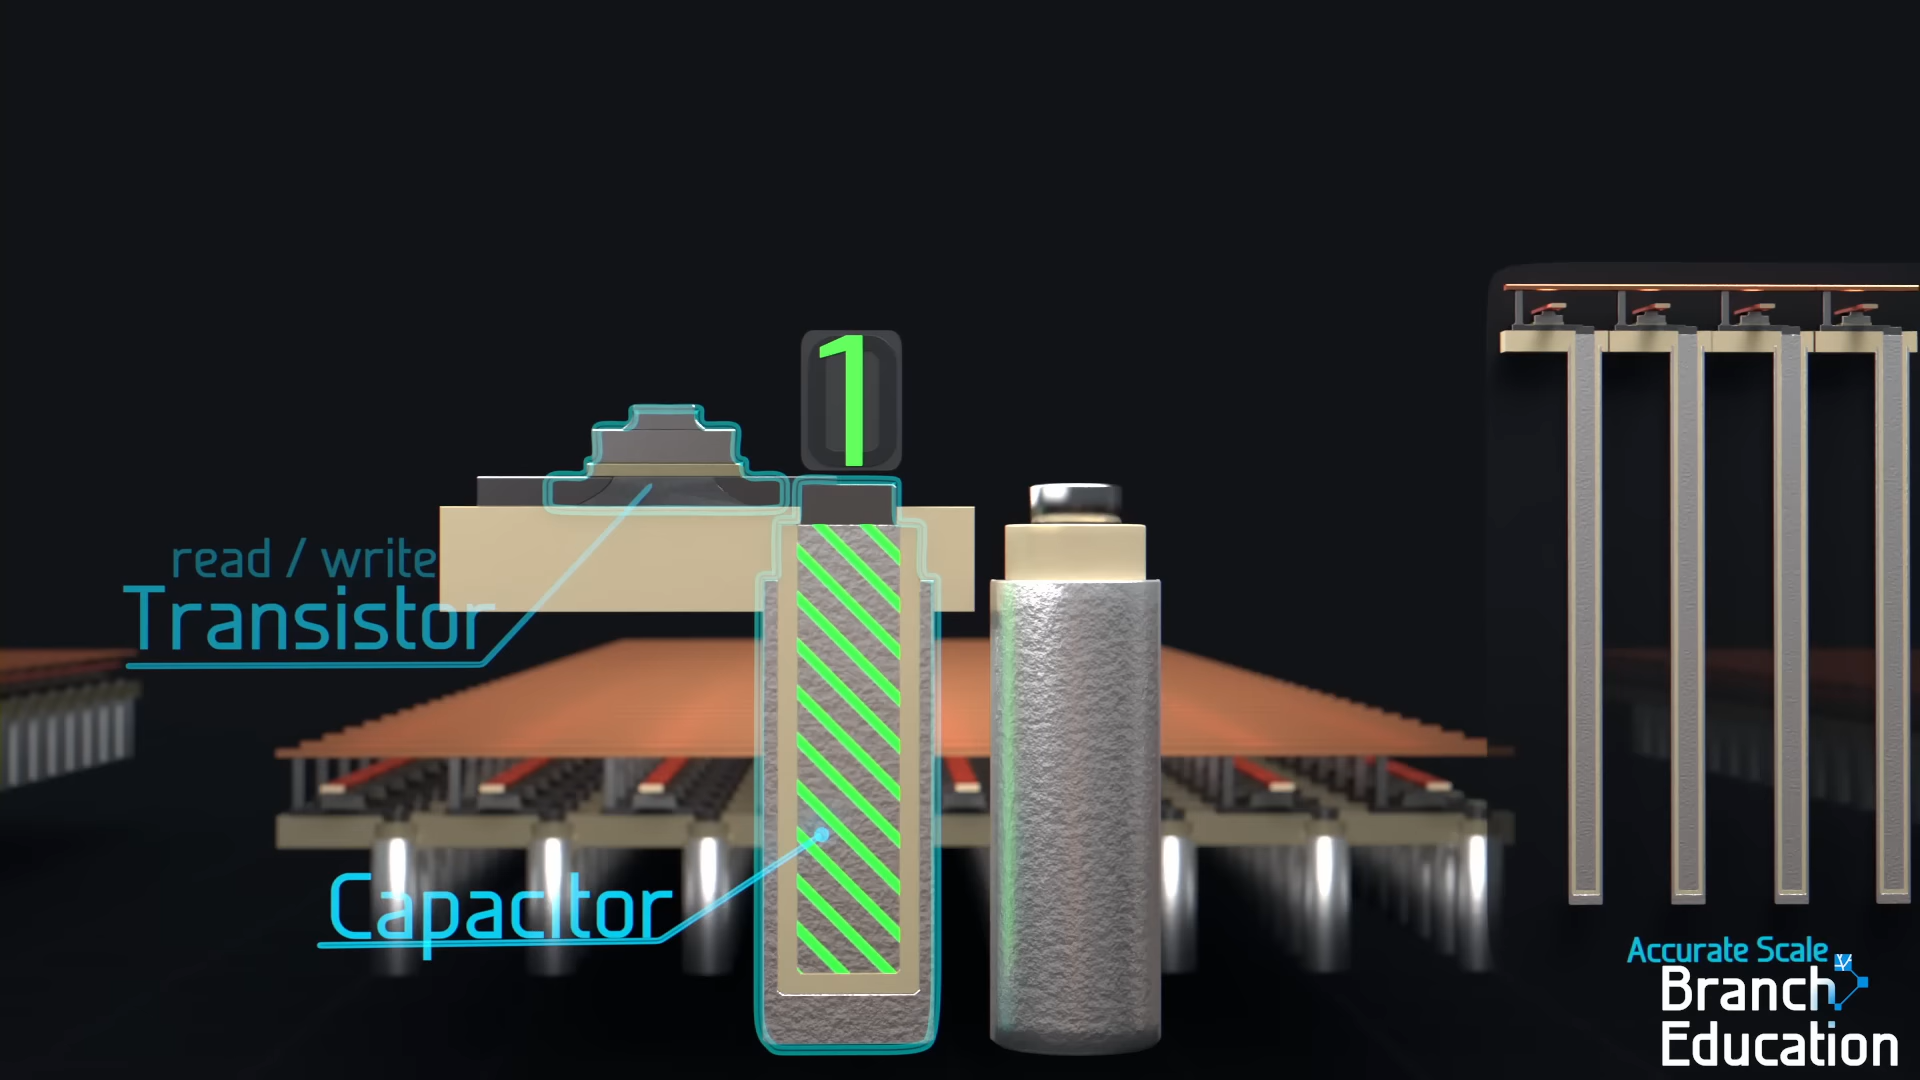 1
read / write
Transistor
Capacitor
Accurate Scale
Branch
Education